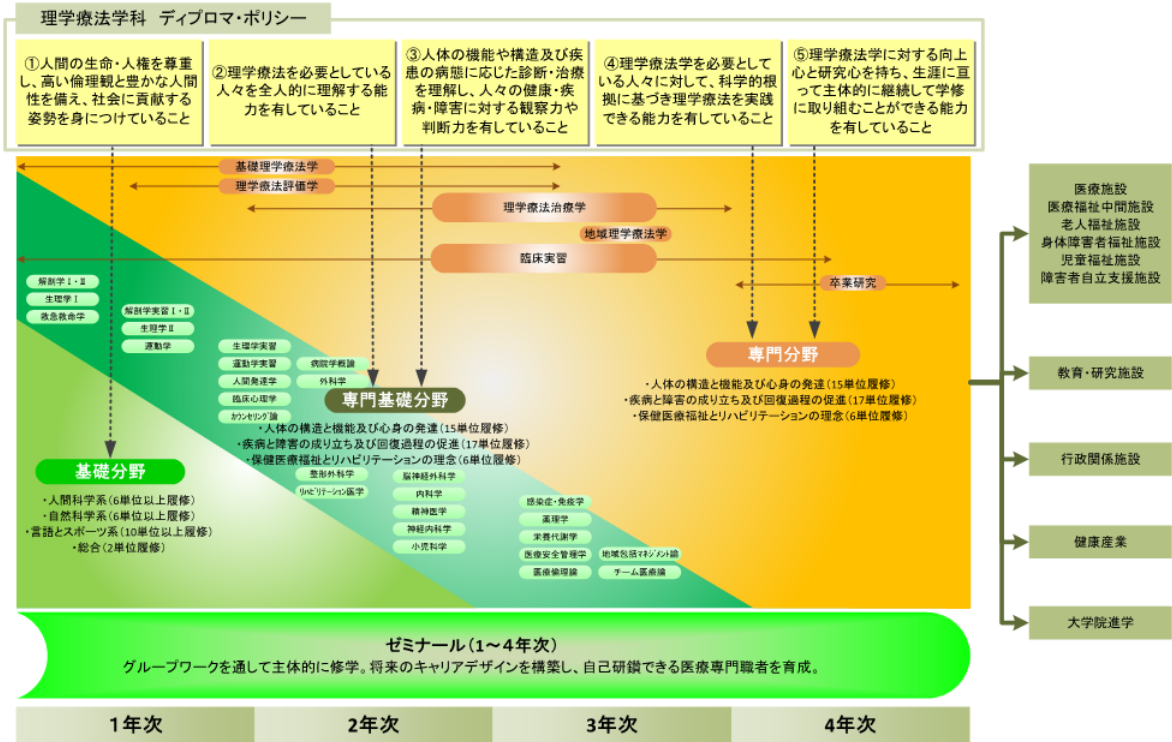 理学療法学科 ディプロマ・ポリシー
①人間の生命・人権を尊重
し、高い倫理観と豊かな人間
性を備え、社会に貢献する
姿勢を身につけていること
②理学療法を必要としている
人々を全人的に理解する能
力を有していること
③人体の機能や構造及び疾
患の病態に応じた診断・治療
を理解し、人々の健康・疾
病・障害に対する観察力や
判断力を有していること
④理学療法学を必要として
いる人々に対して、科学的根
拠に基づき理学療法を実践
できる能力を有していること
⑤理学療法学に対する向上
心と研究心を持ち、生涯に亘
って主体的に継続して学修
に取り組むことができる能力
を有していること
基礎理学療法学
理学療法評価学
理学療法治療学
地域理学療法学
臨床実習
卒業研究
解剖学Ⅰ・Ⅱ
生理学Ⅰ
救急救命学
解剖学実習Ⅰ・Ⅱ
生理学Ⅱ
運動学
生理学実習
運動学実習
人間発達学
臨床心理学
カウンセリング論
病院学概論
外科学
専門分野
・人体の構造と機能及び心身の発達(15単位履修)
・疾病と障害の成り立ち及び回復過程の促進(17単位履修)
・保健医療福祉とリハビリテーションの理念(6単位履修)
専門基礎分野
・人体の構造と機能及び心身の発達(15単位履修)
・疾病と障害の成り立ち及び回復過程の促進(17単位履修)
・保健医療福祉とリハビリテーションの理念(6単位履修)
基礎分野
・人間科学系(6単位以上履修)
・自然科学系(6単位以上履修)
・言語とスポーツ系(10単位以上履修)
・総合(2単位履修)
整形外科学
リハビリテーション医学
脳神経外科学
内科学
精神医学
神経内科学
小児科学
感染症・免疫学
薬理学
栄養代謝学
医療安全管理学
医療倫理論
地域包括マネジメント論
チーム医療論
医療施設
医療福祉中間施設
老人福祉施設
身体障害者福祉施設
児童福祉施設
障害者自立支援施設
教育・研究施設
行政関係施設
健康産業
大学院進学
ゼミナール(1～4年次)
グループワークを通して主体的に修学。将来のキャリアデザインを構築し、自己研鑽できる医療専門職者を育成。
1年次
2年次
3年次
4年次